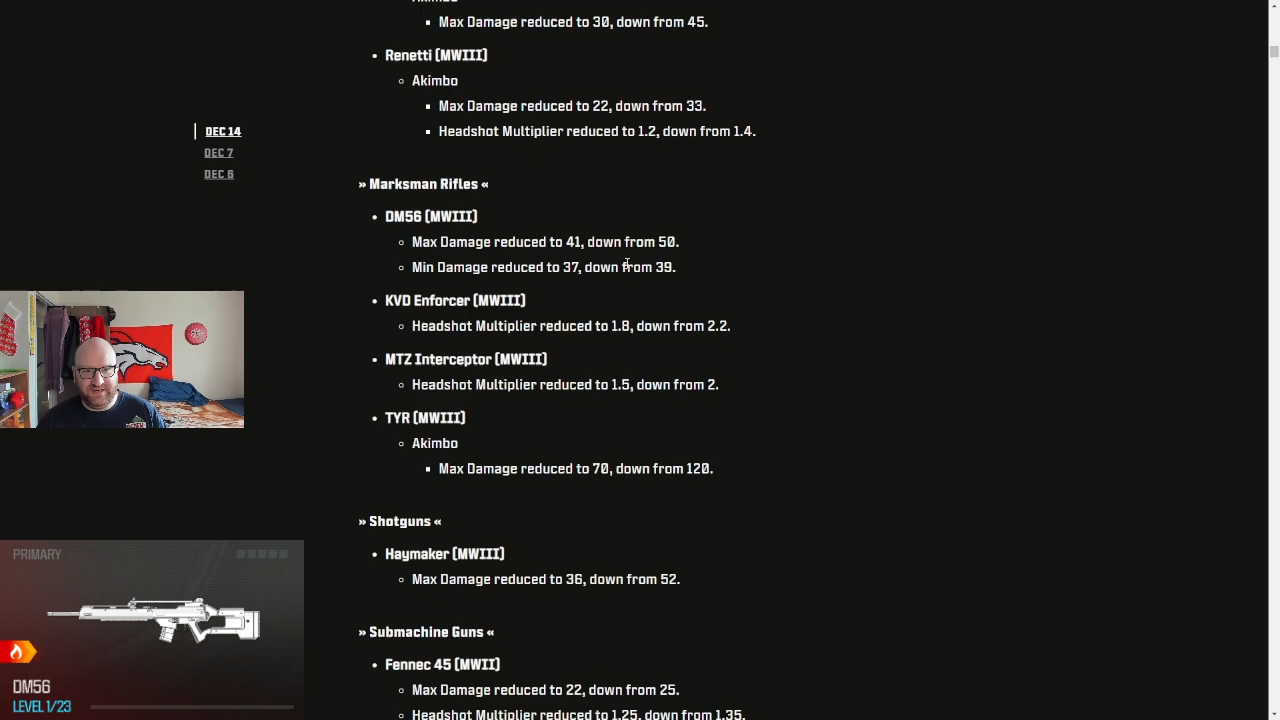 Max Damage reduced to 30, down from 45.
Renetti (MWIII)
Akimbo
Max Damage reduced to 22, down from 33.
Headshot Multiplier reduced to 1.2, down from 1.4.
DEC 14
DEC 7
DEC 6
» Marksman Rifles «
DM56 (MWIII)
Max Damage reduced to 41, down from 50.
Min Damage reduced to 37, down from 39.
KVD Enforcer (MWIII)
Headshot Multiplier reduced to 1.8, down from 2.2.
MTZ Interceptor (MWIII)
Headshot Multiplier reduced to 1.5, down from 2.
TYR (MWIII)
Akimbo
Max Damage reduced to 70, down from 120.
» Shotguns «
Haymaker (MWIII)
Max Damage reduced to 36, down from 52.
» Submachine Guns «
Fennec 45 (MWII)
Max Damage reduced to 22, down from 25.
Headshot Multiplier reduced to 1.25, down from 1.35.
PRIMARY
DM56
LEVEL 1/23